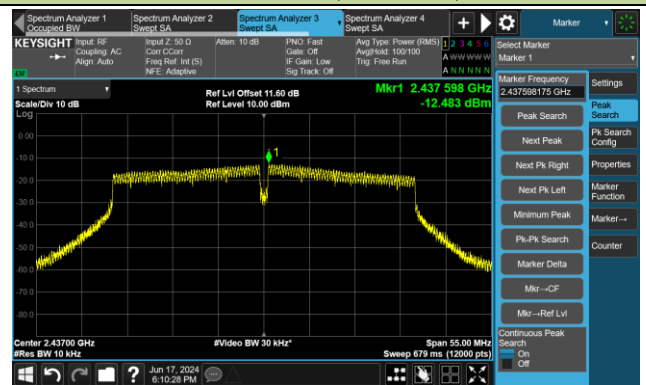 Spectrum Analyzer 1
Occupied BW
Spectrum Analyzer 2
Swept SA
Spectrum Analyzer 3
Swept SA
Spectrum Analyzer 4
Swept SA
+
Marker
KEYSIGHT
Input: RF
Coupling: AC
Align: Auto
Input Z: 50 Ω
Corr CCorr
Freq Ref: Int (S)
NFE: Adaptive
Atten: 10 dB
PNO: Fast
Gate: Off
IF Gain: Low
Sig Track: Off
Avg Type: Power (RMS)
Avg|Hold: 100/100
Trig: Free Run
1 2 3 4 5 6
A W W W W W
A N N N N N
Select Marker
Marker 1
LXI
1 Spectrum
Scale/Div 10 dB
Log
Ref Lvl Offset 11.60 dB
Ref Level 10.00 dBm
Mkr1 2.437 598 GHz
-12.483 dBm
1
0.00
-10.0
-20.0
-30.0
-40.0
-50.0
-60.0
-70.0
-80.0
Center 2.43700 GHz
#Res BW 10 kHz
#Video BW 30 kHz*
Span 55.00 MHz
Sweep 679 ms (12000 pts)
Marker Frequency
2.437598175 GHz
Peak Search
Next Peak
Next Pk Right
Next Pk Left
Minimum Peak
Pk-Pk Search
Marker Delta
Mkr→CF
Mkr→Ref Lvl
Continuous Peak
Search
On
Off
Settings
Peak
Search
Pk Search
Config
Properties
Marker
Function
Marker→
Counter
?
Jun 17, 2024
6:10:28 PM